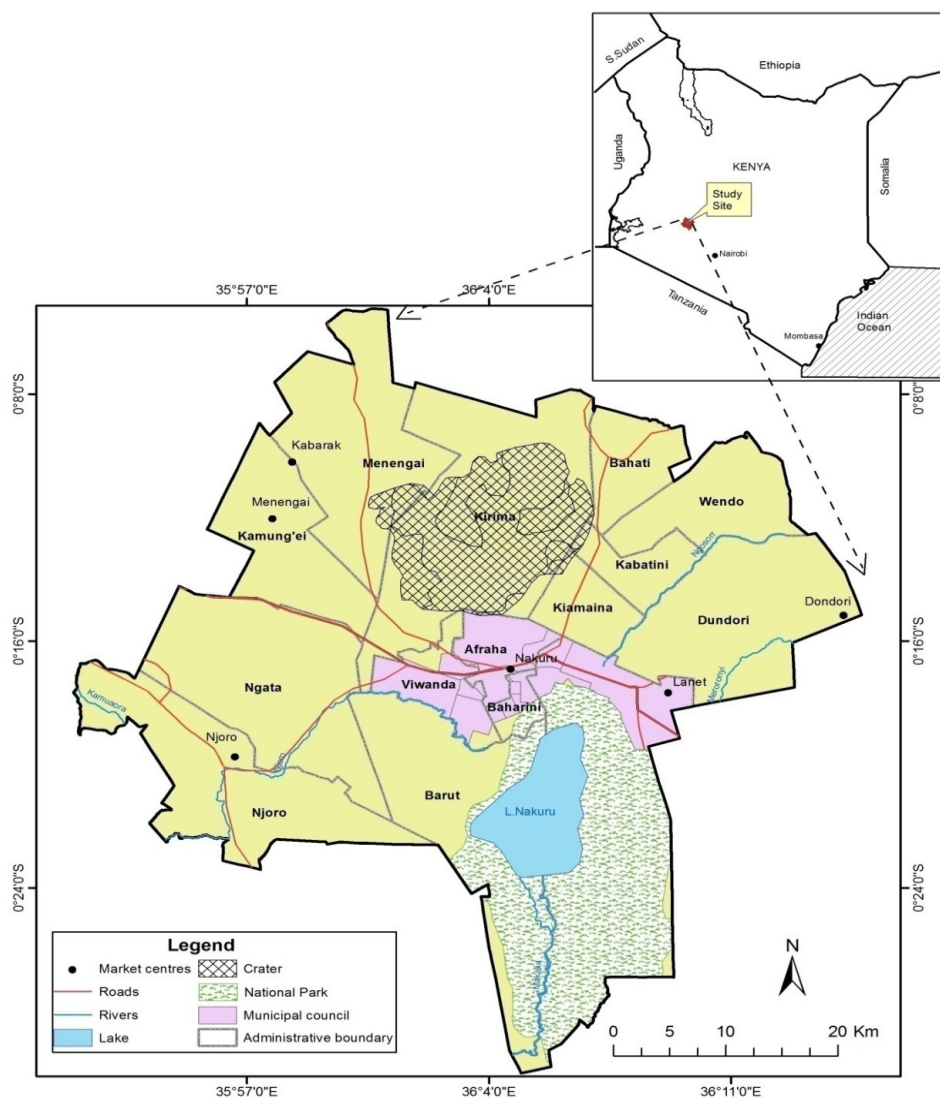 S.Sudan
Ethiopia
Uganda
KENYA
Somalia
Study
Site
Nairobi
Tanzania
Indian
Ocean
Mombasa
35°57'0"E
36°4'0"E
0°8'0"S
0°8'0"S
Kabarak
Menengai
Bahati
Menengai
Kirima
Wendo
Kamung'ei
Ngosorr
Kabatini
Kiamaina
Dondori
Dundori
0°16'0"S
0°16'0"S
Afraha
Nakuru
Ngata
Viwanda
Lanet
Baharini
Kamuaora
Njoro
Barut
L.Nakuru
Njoro
0°24'0"S
0°24'0"S
Legend
Market centres
Crater
Roads
National Park
Rivers
Municipal council
Lake
Administrative boundary
N
0 5 10 20 Km
35°57'0"E
36°4'0"E
36°11'0"E